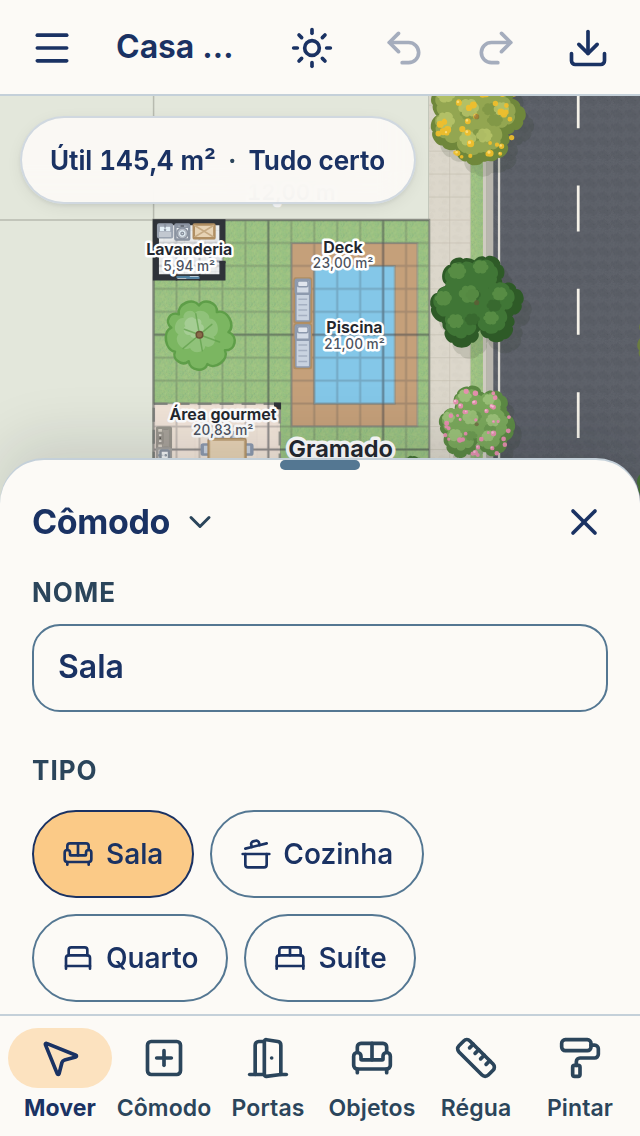 Casa ...
Útil 145,4 m² · Tudo certo
12,00 m
Lavanderia
5,94 m²
Deck
23,00 m²
Piscina
21,00 m²
Área gourmet
20,83 m²
Gramado
Cômodo
NOME
Sala
TIPO
Sala
Cozinha
Quarto
Suíte
Mover
Cômodo
Portas
Objetos
Régua
Pintar